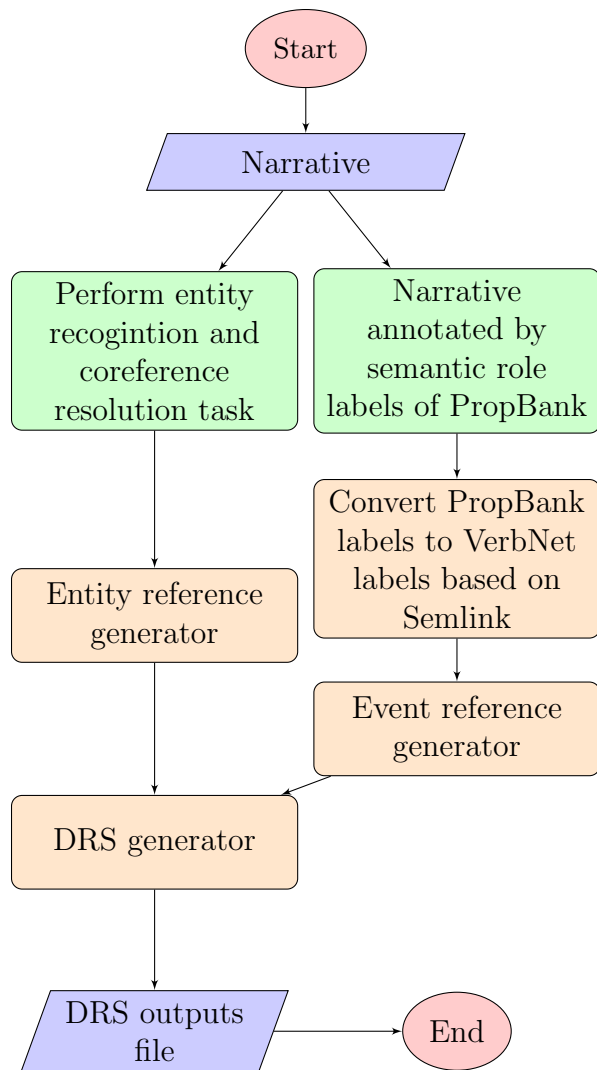 Start
Narrative
Perform entity
recogintion and
coreference
resolution task
Narrative
annotated by
semantic role
labels of PropBank
Convert PropBank
labels to VerbNet
labels based on
Semlink
Entity reference
generator
Event reference
generator
DRS generator
DRS outputs
file
End